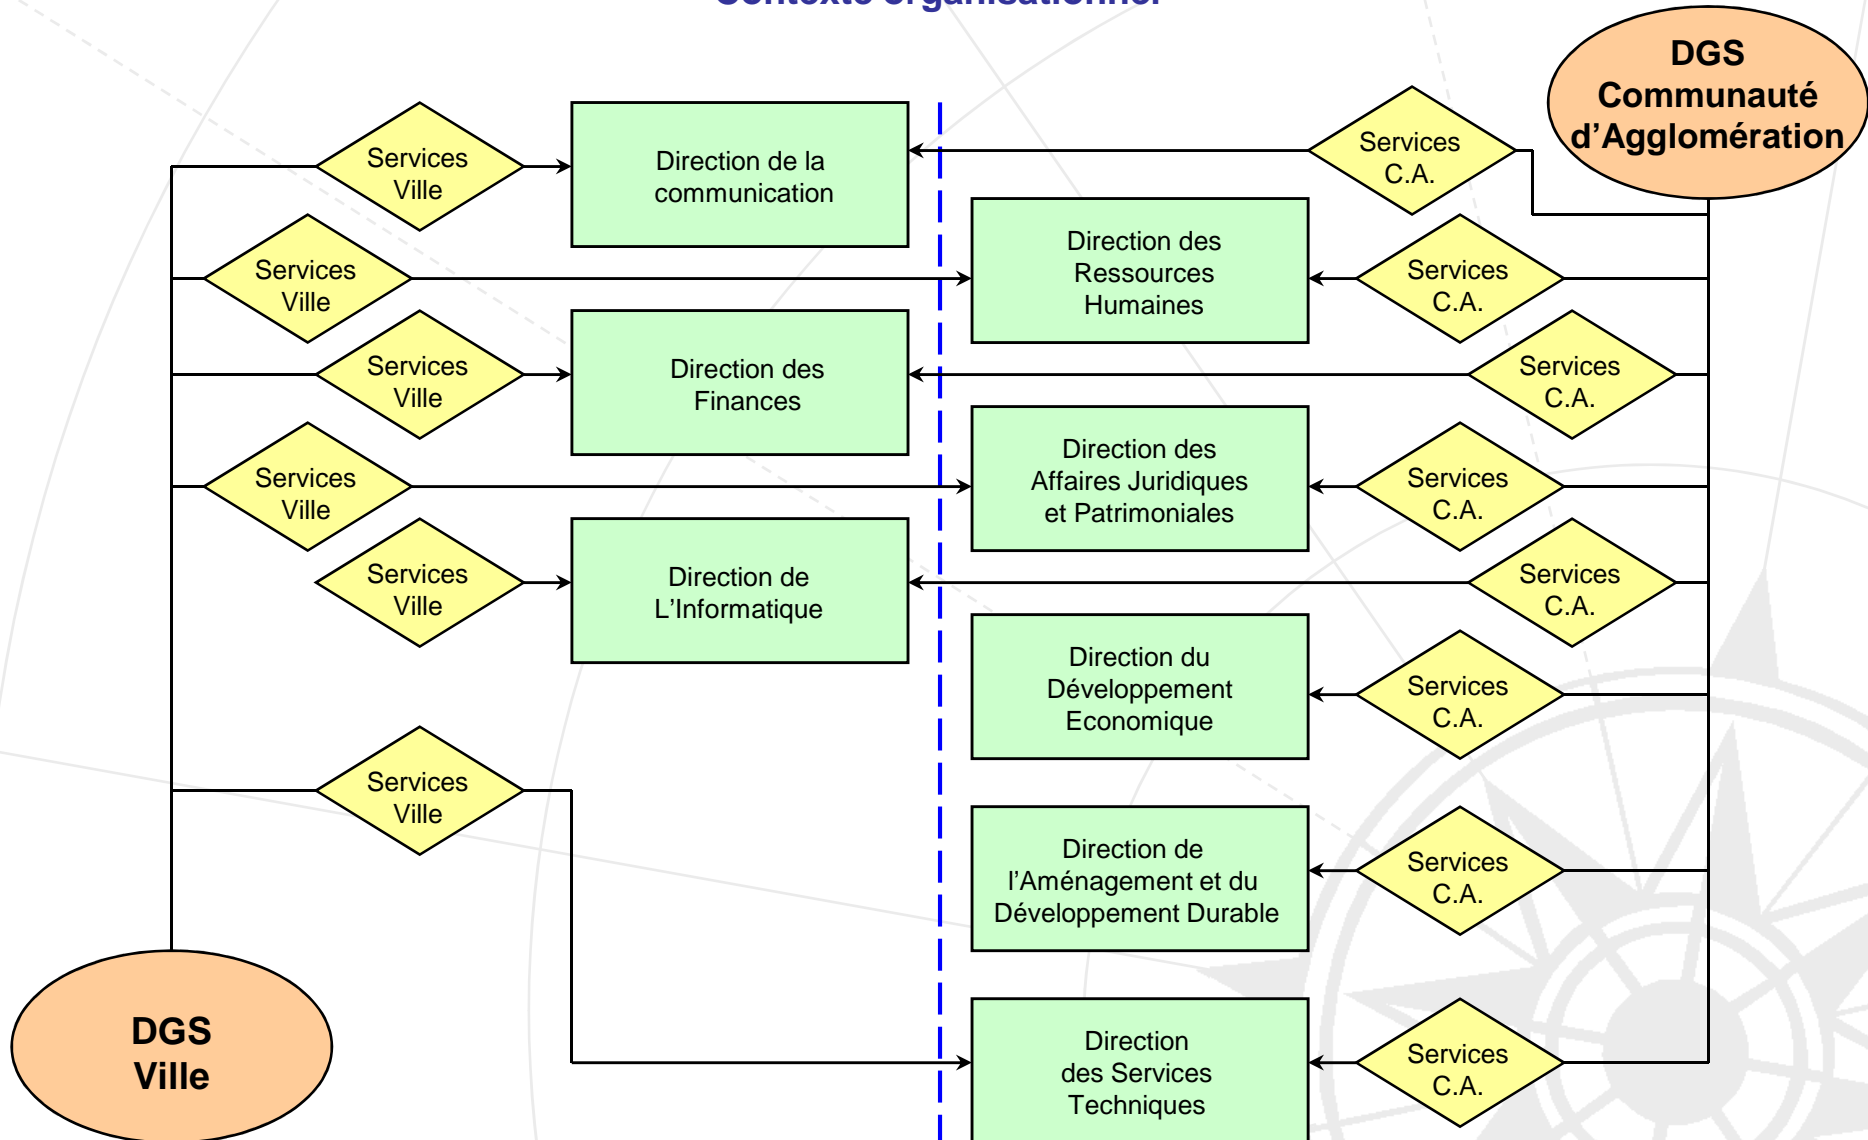 Contexte organisationnel
DGS
Communauté
d'Agglomération
Services
Ville
Direction de la
communication
Services
C.A.
Services
Ville
Direction des
Ressources
Humaines
Services
C.A.
Services
Ville
Direction des
Finances
Services
C.A.
Services
Ville
Direction des
Affaires Juridiques
et Patrimoniales
Services
C.A.
Services
Ville
Direction de
L'Informatique
Services
C.A.
Direction du
Développement
Economique
Services
C.A.
Services
Ville
Direction de
l'Aménagement et du
Développement Durable
Services
C.A.
DGS
Ville
Direction
des Services
Techniques
Services
C.A.